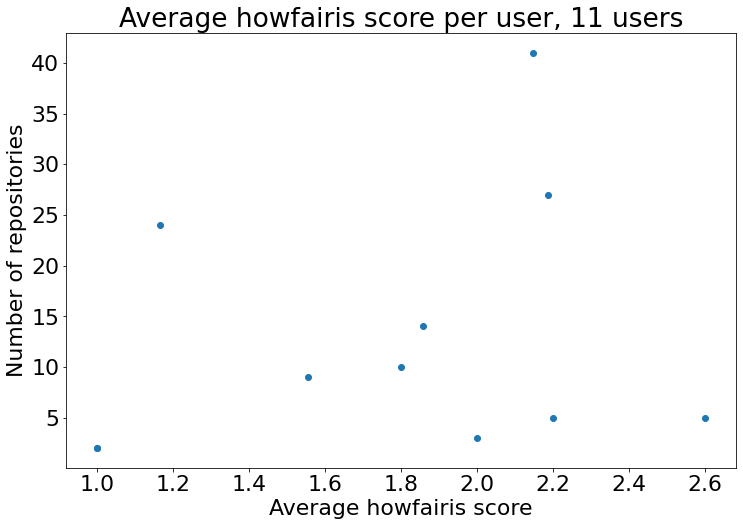 Average howfairis score per user, 11 users
Number of repositories
40
35
30
25
20
15
10
5
1.0 1.2 1.4 1.6 1.8 2.0 2.2 2.4 2.6
Average howfairis score